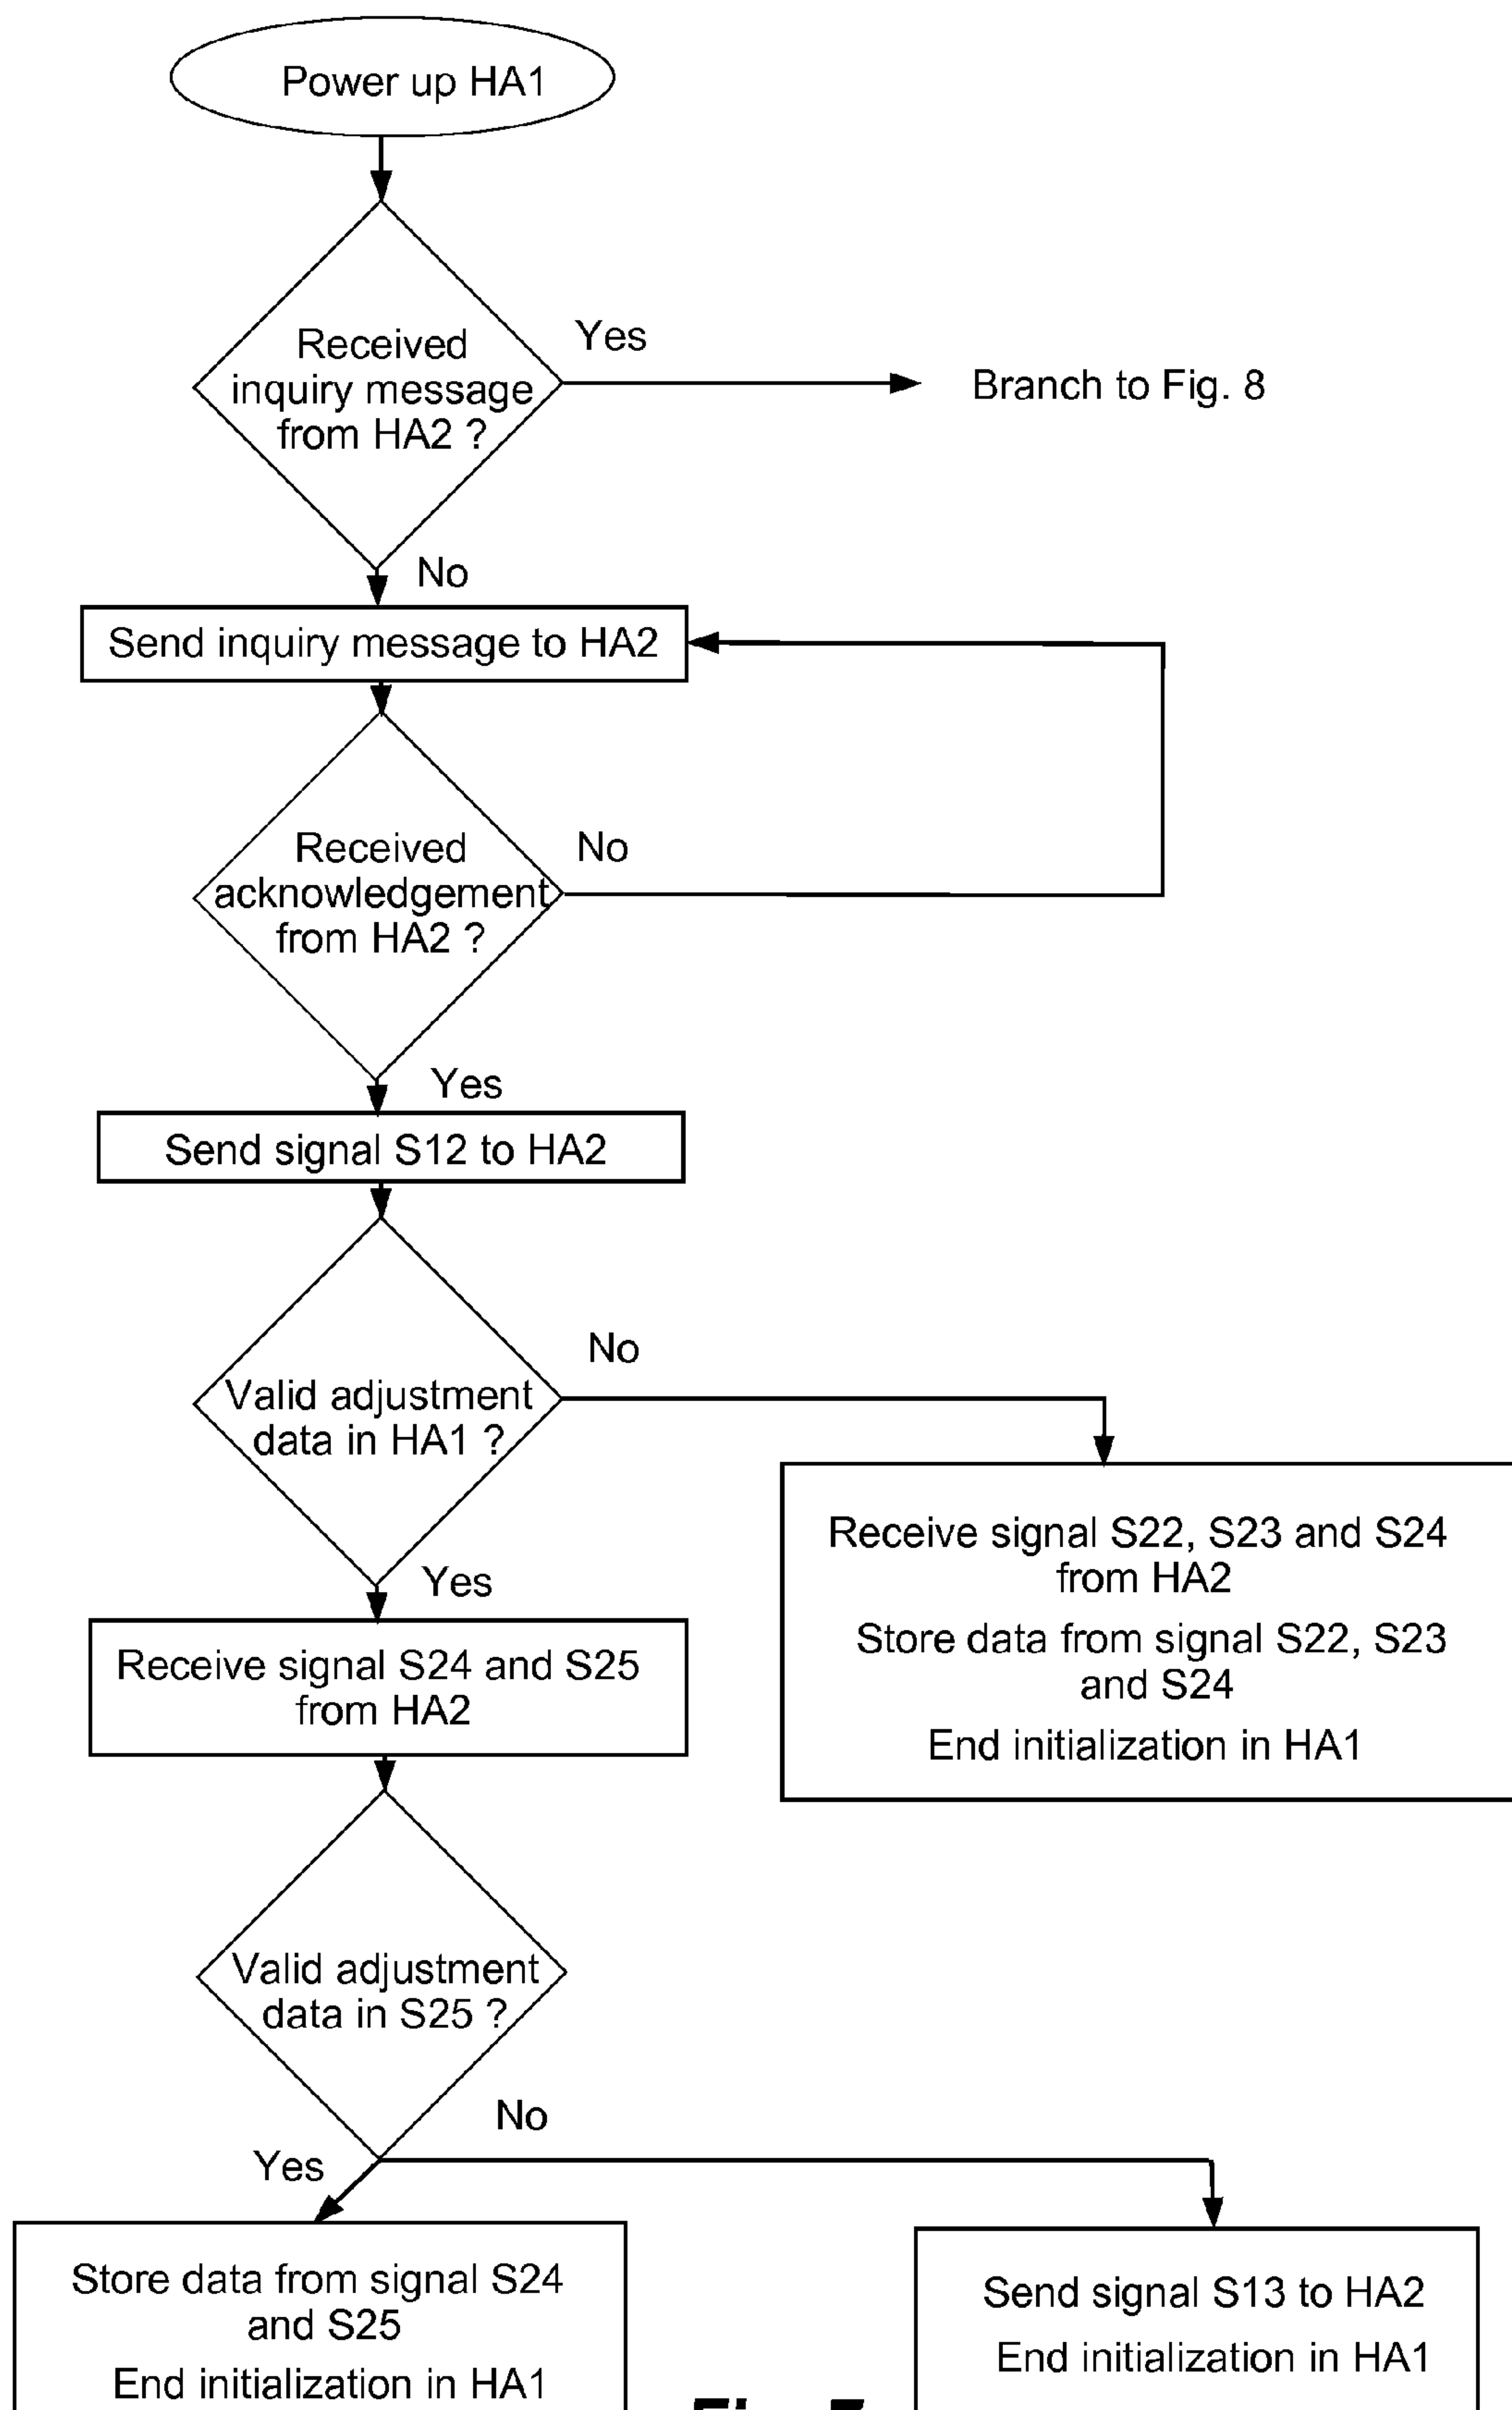 Power up HA1
Received
inquiry message
from HA2 ?
Yes
Branch to Fig. 8
No
Send inquiry message to HA2
Received
acknowledgement
from HA2 ?
No
Yes
Send signal S12 to HA2
Valid adjustment
data in HA1 ?
No
Yes
Receive signal S22, S23 and S24
from HA2
Store data from signal S22, S23
and S24
End initialization in HA1
Receive signal S24 and S25
from HA2
Valid adjustment
data in S25 ?
No
Yes
Store data from signal S24
and S25
End initialization in HA1
Send signal S13 to HA2
End initialization in HA1